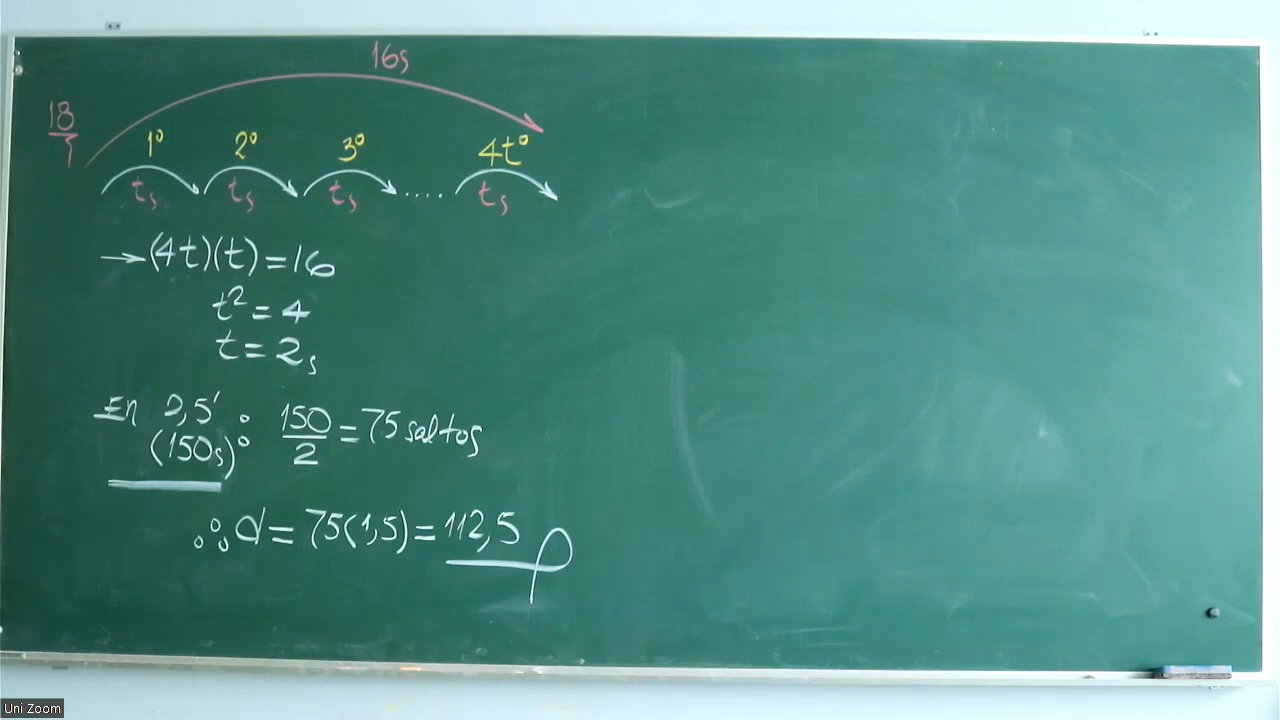 16s
18
1° 2° 3° 4t°
ts ts ts ..... ts
→(4t)(t)=16
t²=4
t=2s
En 2,5' : 150/2 = 75 saltos
(150s)
∴ d = 75(1,5) = 112,5
Uni Zoom